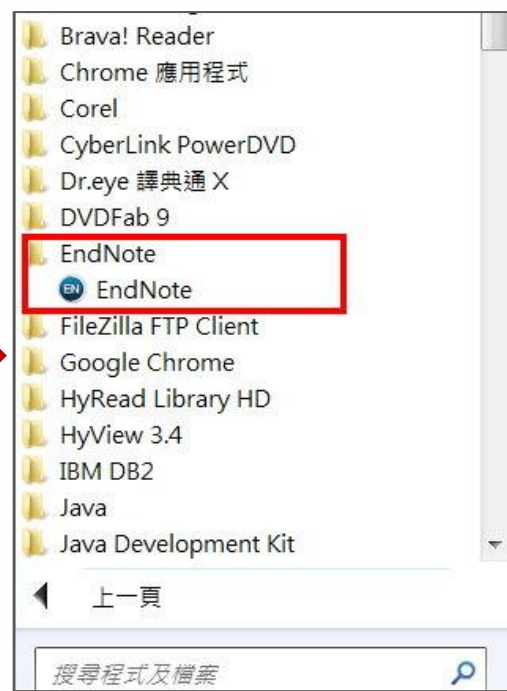 Brava! Reader
Chrome 應用程式
Corel
CyberLink PowerDVD
Dr.eye 譯典通 X
DVDFab 9
EndNote
EN EndNote
FileZilla FTP Client
Google Chrome
HyRead Library HD
HyView 3.4
IBM DB2
Java
Java Development Kit
上一頁
搜尋程式及檔案